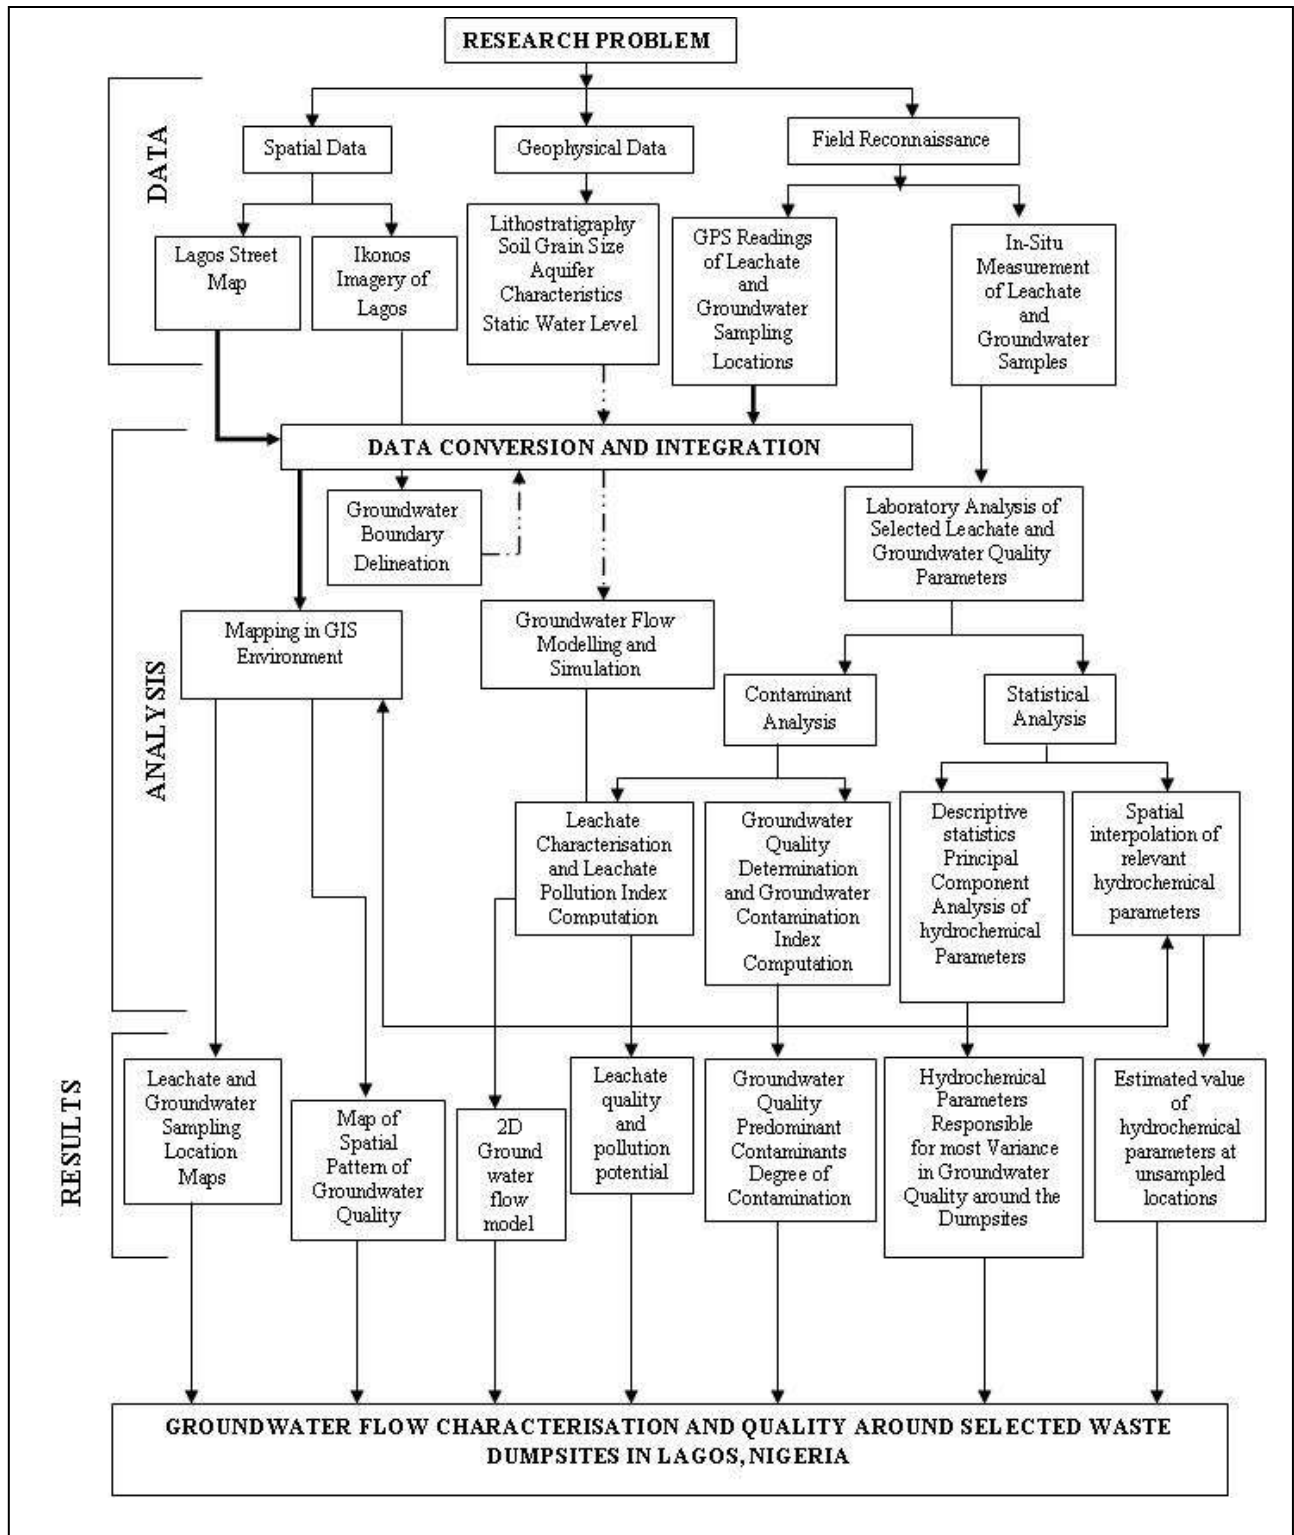 RESEARCH PROBLEM
DATA
Spatial Data
Geophysical Data
Field Reconnaissance
Lagos Street
Map
Ikonos
Imagery of
Lagos
Lithostratigraphy
Soil Grain Size
Aquifer
Characteristics
Static Water Level
GPS Readings
of Leachate
and
Groundwater
Sampling
Locations
In-Situ
Measurement
of Leachate
and
Groundwater
Samples
ANALYSIS
DATA CONVERSION AND INTEGRATION
Groundwater
Boundary
Delineation
Laboratory Analysis of
Selected Leachate and
Groundwater Quality
Parameters
Mapping in GIS
Environment
Groundwater Flow
Modelling and
Simulation
Contaminant
Analysis
Statistical
Analysis
Leachate
Characterisation
and Leachate
Pollution Index
Computation
Groundwater
Quality
Determination
and Groundwater
Contamination
Index
Computation
Descriptive
statistics
Principal
Component
Analysis of
hydrochemical
Parameters
Spatial
interpolation of
relevant
hydrochemical
parameters
RESULTS
Leachate and
Groundwater
Sampling
Location
Maps
Map of
Spatial
Pattern of
Groundwater
Quality
2D
Ground
water
flow
model
Leachate
quality
and
pollution
potential
Groundwater
Quality
Predominant
Contaminants
Degree of
Contamination
Hydrochemical
Parameters
Responsible
for most Variance
in Groundwater
Quality around the
Dumpsites
Estimated value
of
hydrochemical
parameters at
unsampled
locations
GROUNDWATER FLOW CHARACTERISATION AND QUALITY AROUND SELECTED WASTE
DUMPSITES IN LAGOS, NIGERIA